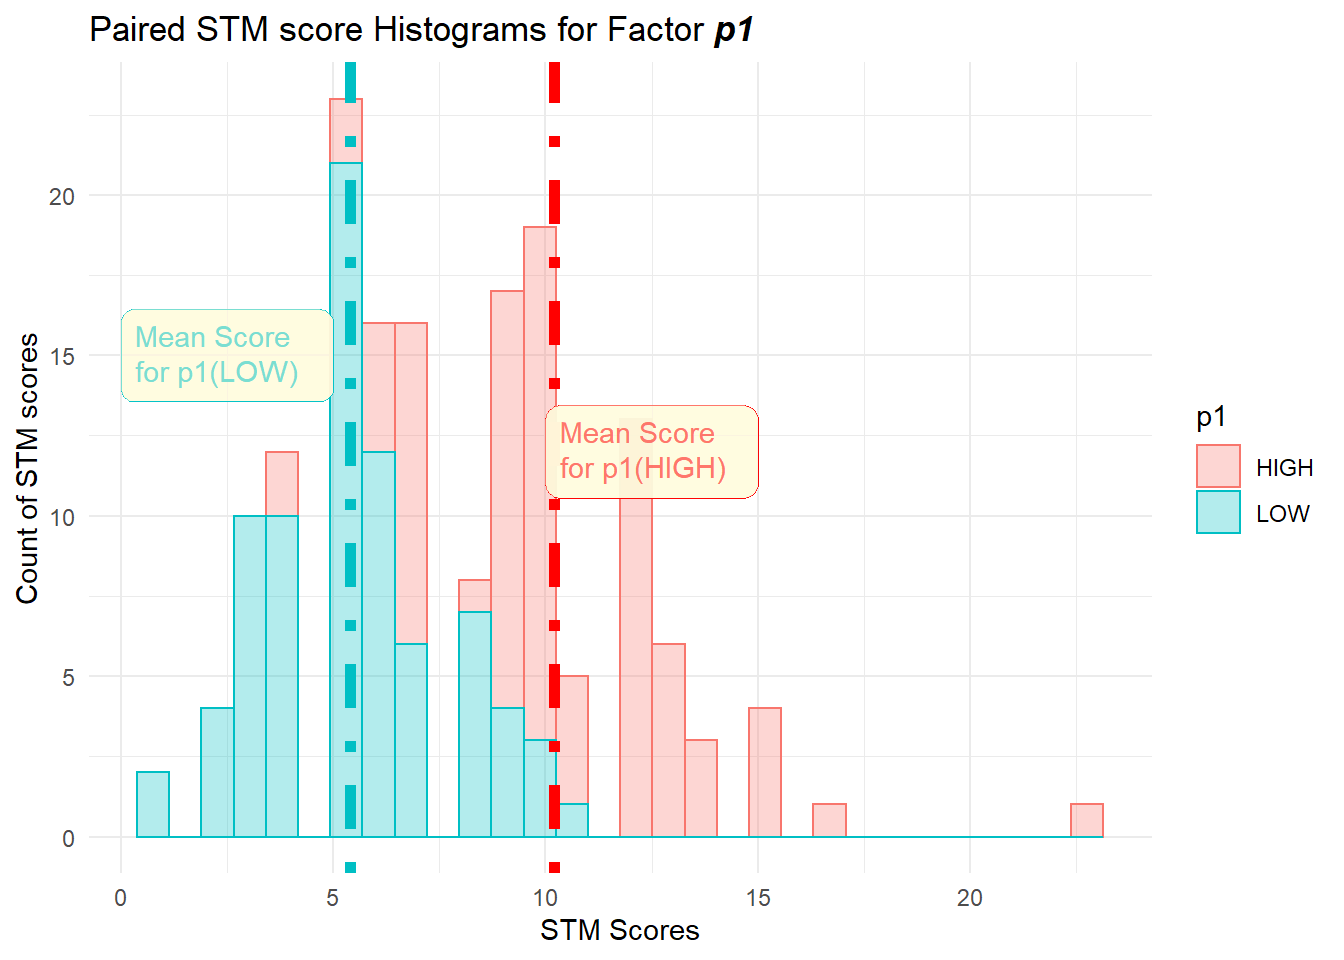 Paired STM score Histograms for Factor p1
Count of STM scores
20
15
10
5
0
Mean Score
for p1(LOW)
Mean Score
for p1(HIGH)
0
5
10
15
20
STM Scores
p1
HIGH
LOW